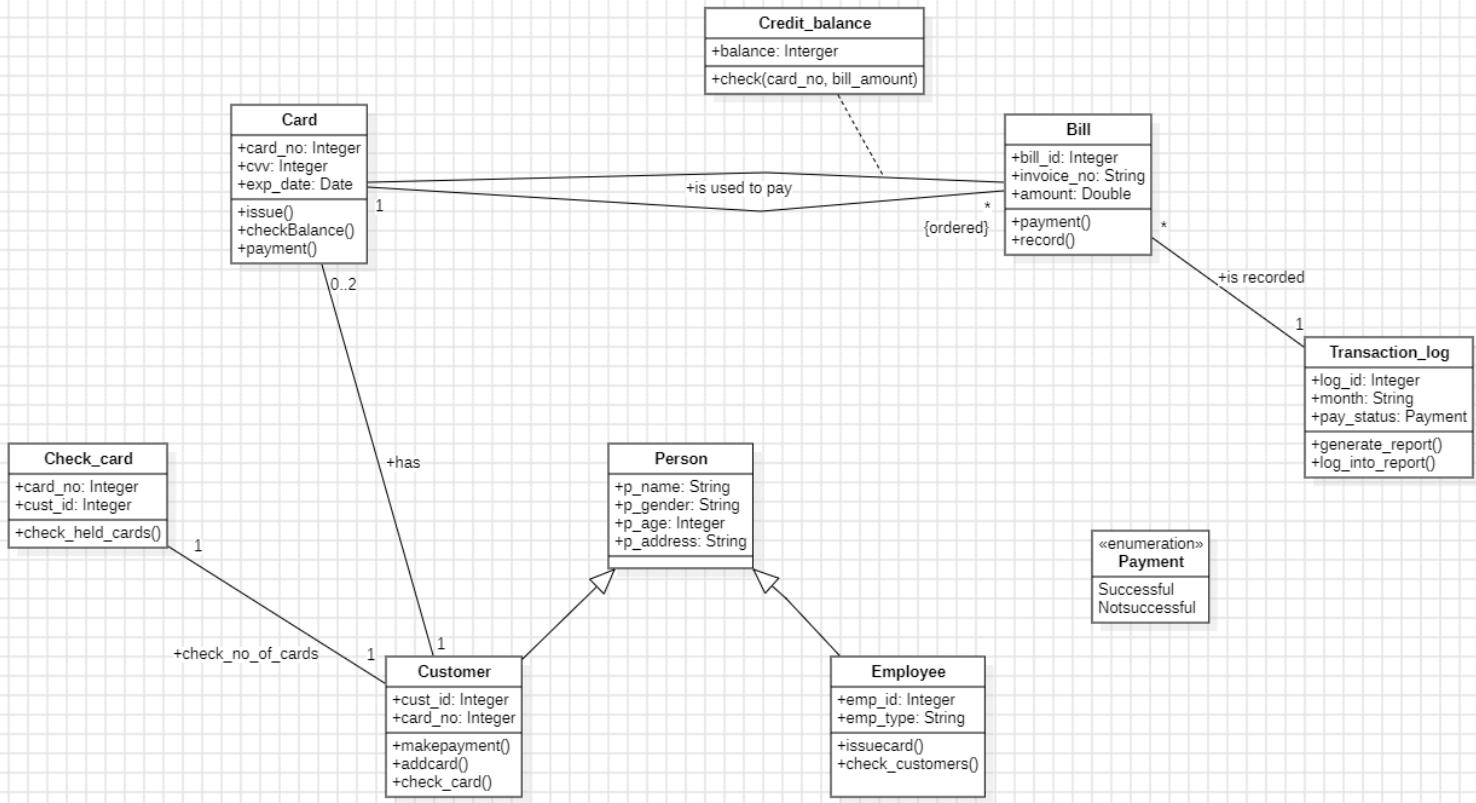 Credit_balance
+balance: Interger
+check(card_no, bill_amount)
Card
+card_no: Integer
+cvv: Integer
+exp_date: Date
+issue()
+checkBalance()
+payment()
Bill
+bill_id: Integer
+invoice_no: String
+amount: Double
+payment()
+record()
+is used to pay
1
*
{ordered}
*
+is recorded
1
0..2
+has
1
Transaction_log
+log_id: Integer
+month: String
+pay_status: Payment
+generate_report()
+log_into_report()
Check_card
+card_no: Integer
+cust_id: Integer
+check_held_cards()
1
+check_no_of_cards
1
Person
+p_name: String
+p_gender: String
+p_age: Integer
+p_address: String
«enumeration»
Payment
Successful
Notsuccessful
Customer
+cust_id: Integer
+card_no: Integer
+makepayment()
+addcard()
+check_card()
Employee
+emp_id: Integer
+emp_type: String
+issuecard()
+check_customers()